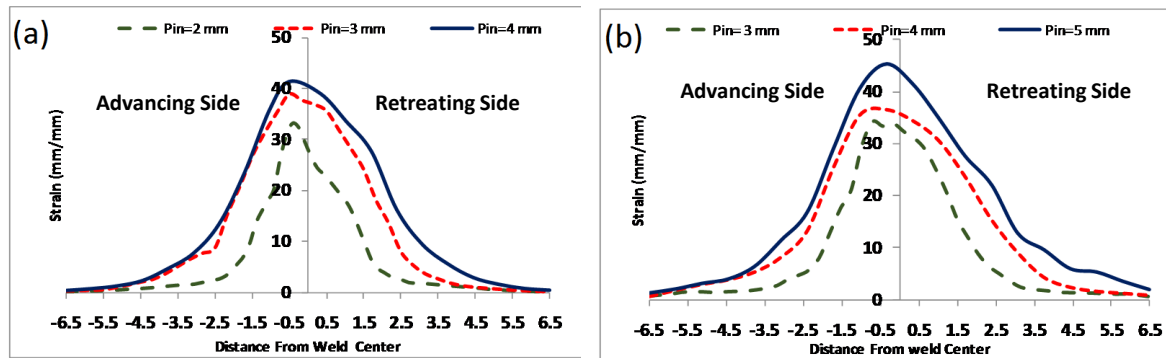 (a)
Pin=2 mm Pin=3 mm Pin=4 mm
50
40
30
20
10
0
Advancing Side Retreating Side
Strain (mm/mm)
-6.5 -5.5 -4.5 -3.5 -2.5 -1.5 -0.5 0.5 1.5 2.5 3.5 4.5 5.5 6.5
Distance From Weld Center
(b)
Pin=3 mm Pin=4 mm Pin=5 mm
50
40
30
20
10
0
Advancing Side Retreating Side
Strain (mm/mm)
-6.5 -5.5 -4.5 -3.5 -2.5 -1.5 -0.5 0.5 1.5 2.5 3.5 4.5 5.5 6.5
Distance From weld Center